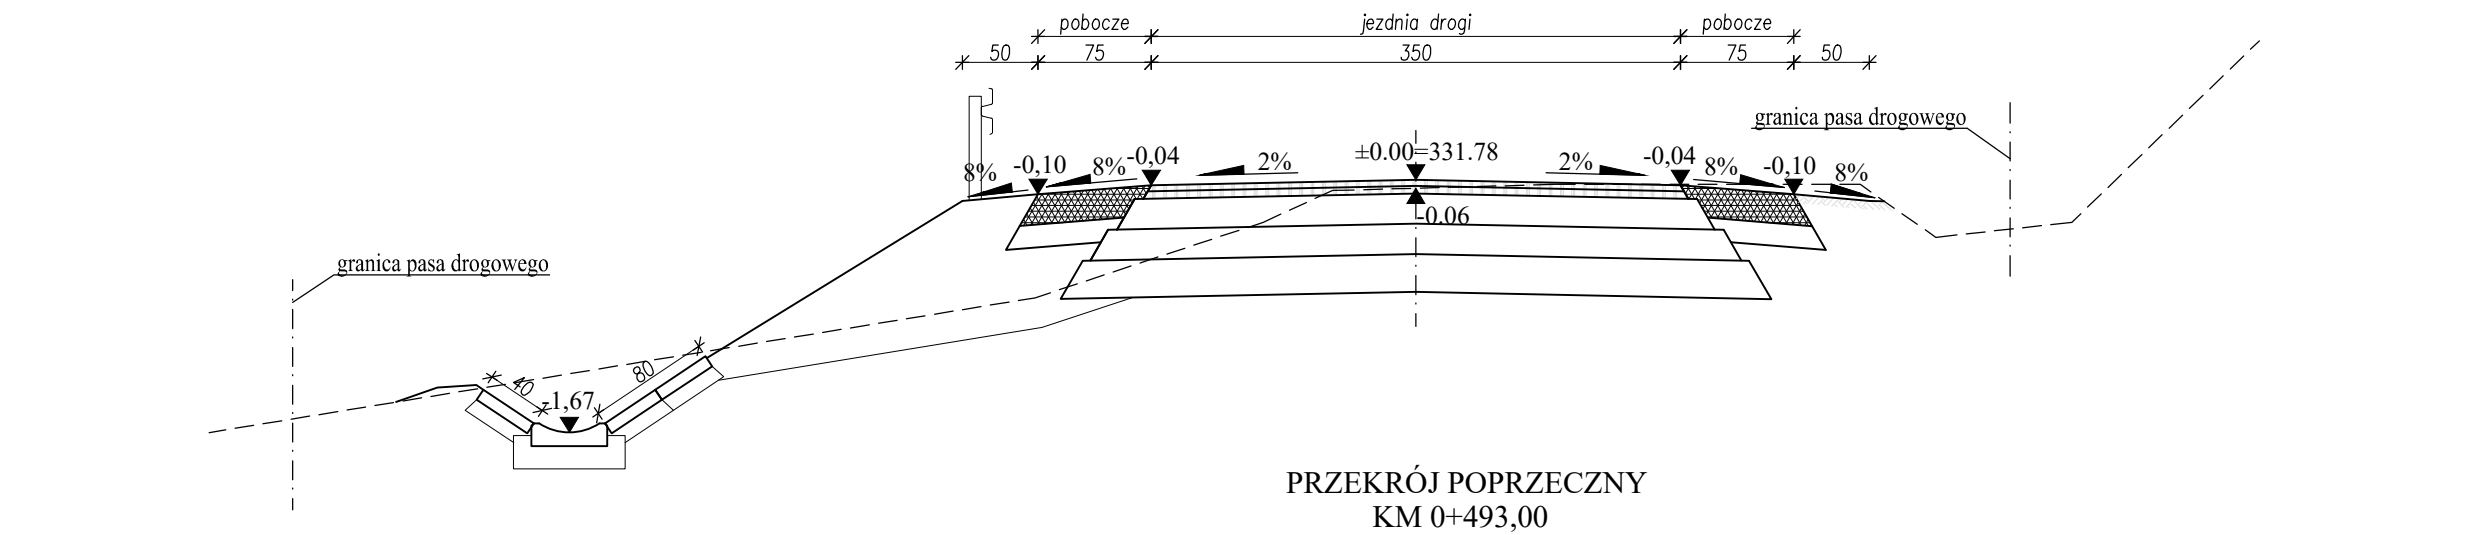 pobocze jezdnia drogi pobocze
50 75 350 75 50
granica pasa drogowego
±0.00=331.78
8% -0,10 8% -0,04 2% 2% -0,04 8% -0,10 8%
-0.06
granica pasa drogowego
40 80
-1,67
PRZEKRÓJ POPRZECZNY
KM 0+493,00